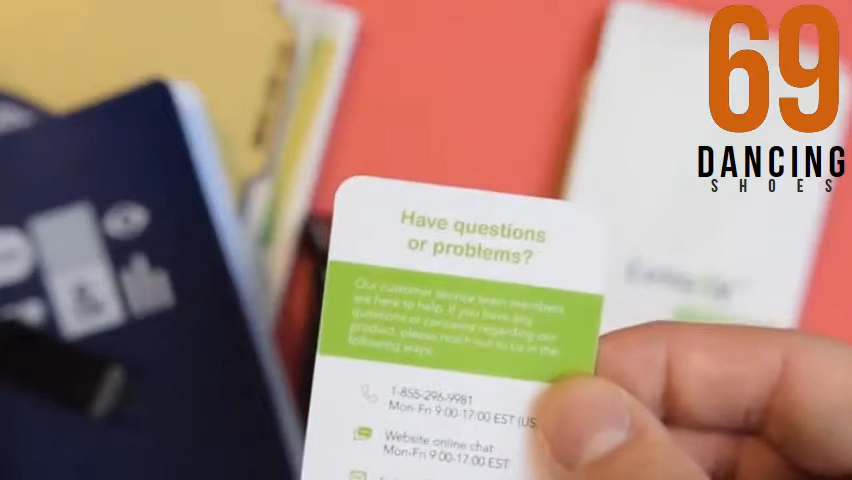 69
DANCING
SHOES
Have questions
or problems?
Our customer service team members
are here to help. If you have any
questions or concerns regarding our
product, please reach out to us in the
following ways:
1-855-296-9981
Mon-Fri 9:00-17:00 EST (US
Website online chat
Mon-Fri 9:00-17:00 EST